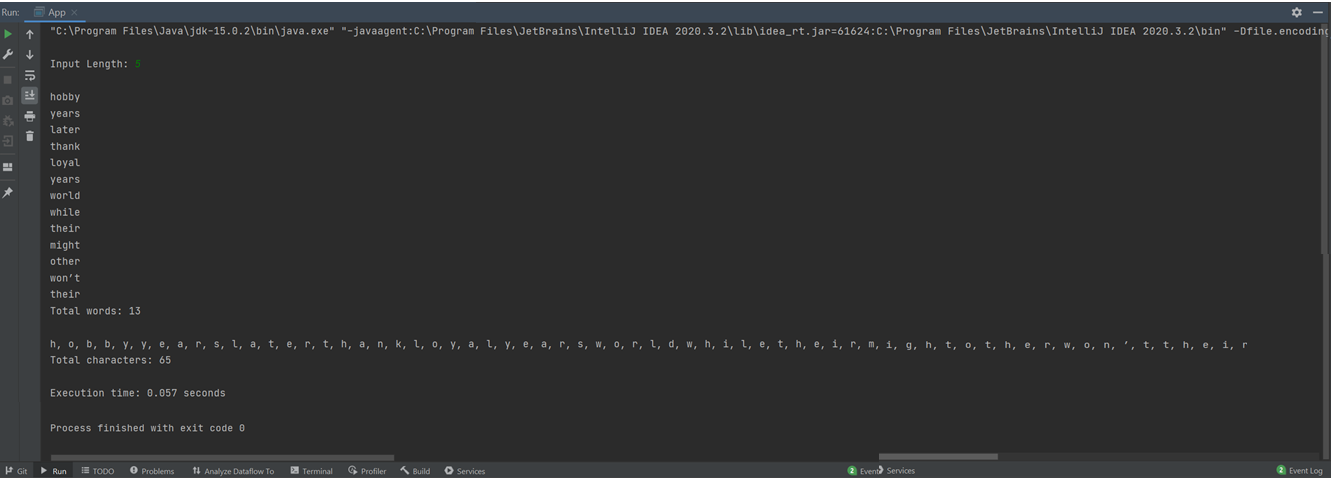 Run: App
"C:\Program Files\Java\jdk-15.0.2\bin\java.exe" "-javaagent:C:\Program Files\JetBrains\IntelliJ IDEA 2020.3.2\lib\idea_rt.jar=61624:C:\Program Files\JetBrains\IntelliJ IDEA 2020.3.2\bin" -Dfile.encoding
Input Length: 5
hobby
years
later
thank
loyal
years
world
while
their
might
other
won’t
their
Total words: 13
h, o, b, b, y, y, e, a, r, s, l, a, t, e, r, t, h, a, n, k, l, o, y, a, l, y, e, a, r, s, w, o, r, l, d, w, h, i, l, e, t, h, e, i, r, m, i, g, h, t, o, t, h, e, r, w, o, n, ’, t, t, h, e, i, r
Total characters: 65
Execution time: 0.057 seconds
Process finished with exit code 0
Git Run TODO Problems Analyze Dataflow To Terminal Profiler Build Services 2 Event Services 2 Event Log